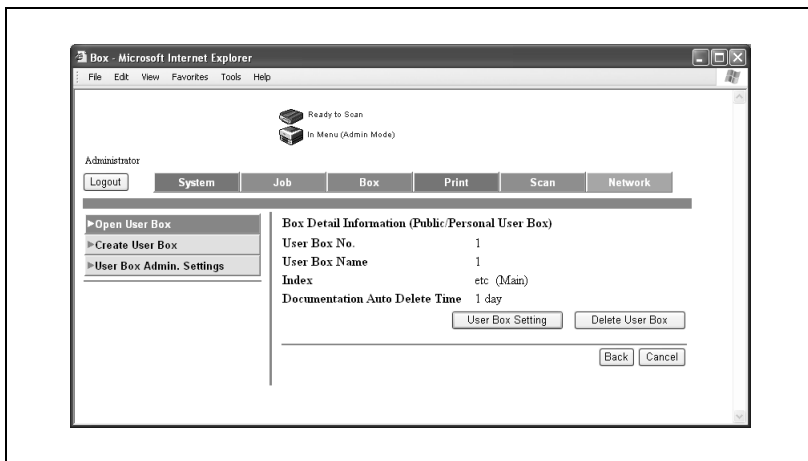 Box - Microsoft Internet Explorer
File Edit View Favorites Tools Help
Ready to Scan
In Menu (Admin Mode)
Administrator
Logout System Job Box Print Scan Network
Open User Box
Create User Box
User Box Admin. Settings
Box Detail Information (Public/Personal User Box)
User Box No. 1
User Box Name 1
Index etc (Main)
Documentation Auto Delete Time 1 day
User Box Setting Delete User Box
Back Cancel